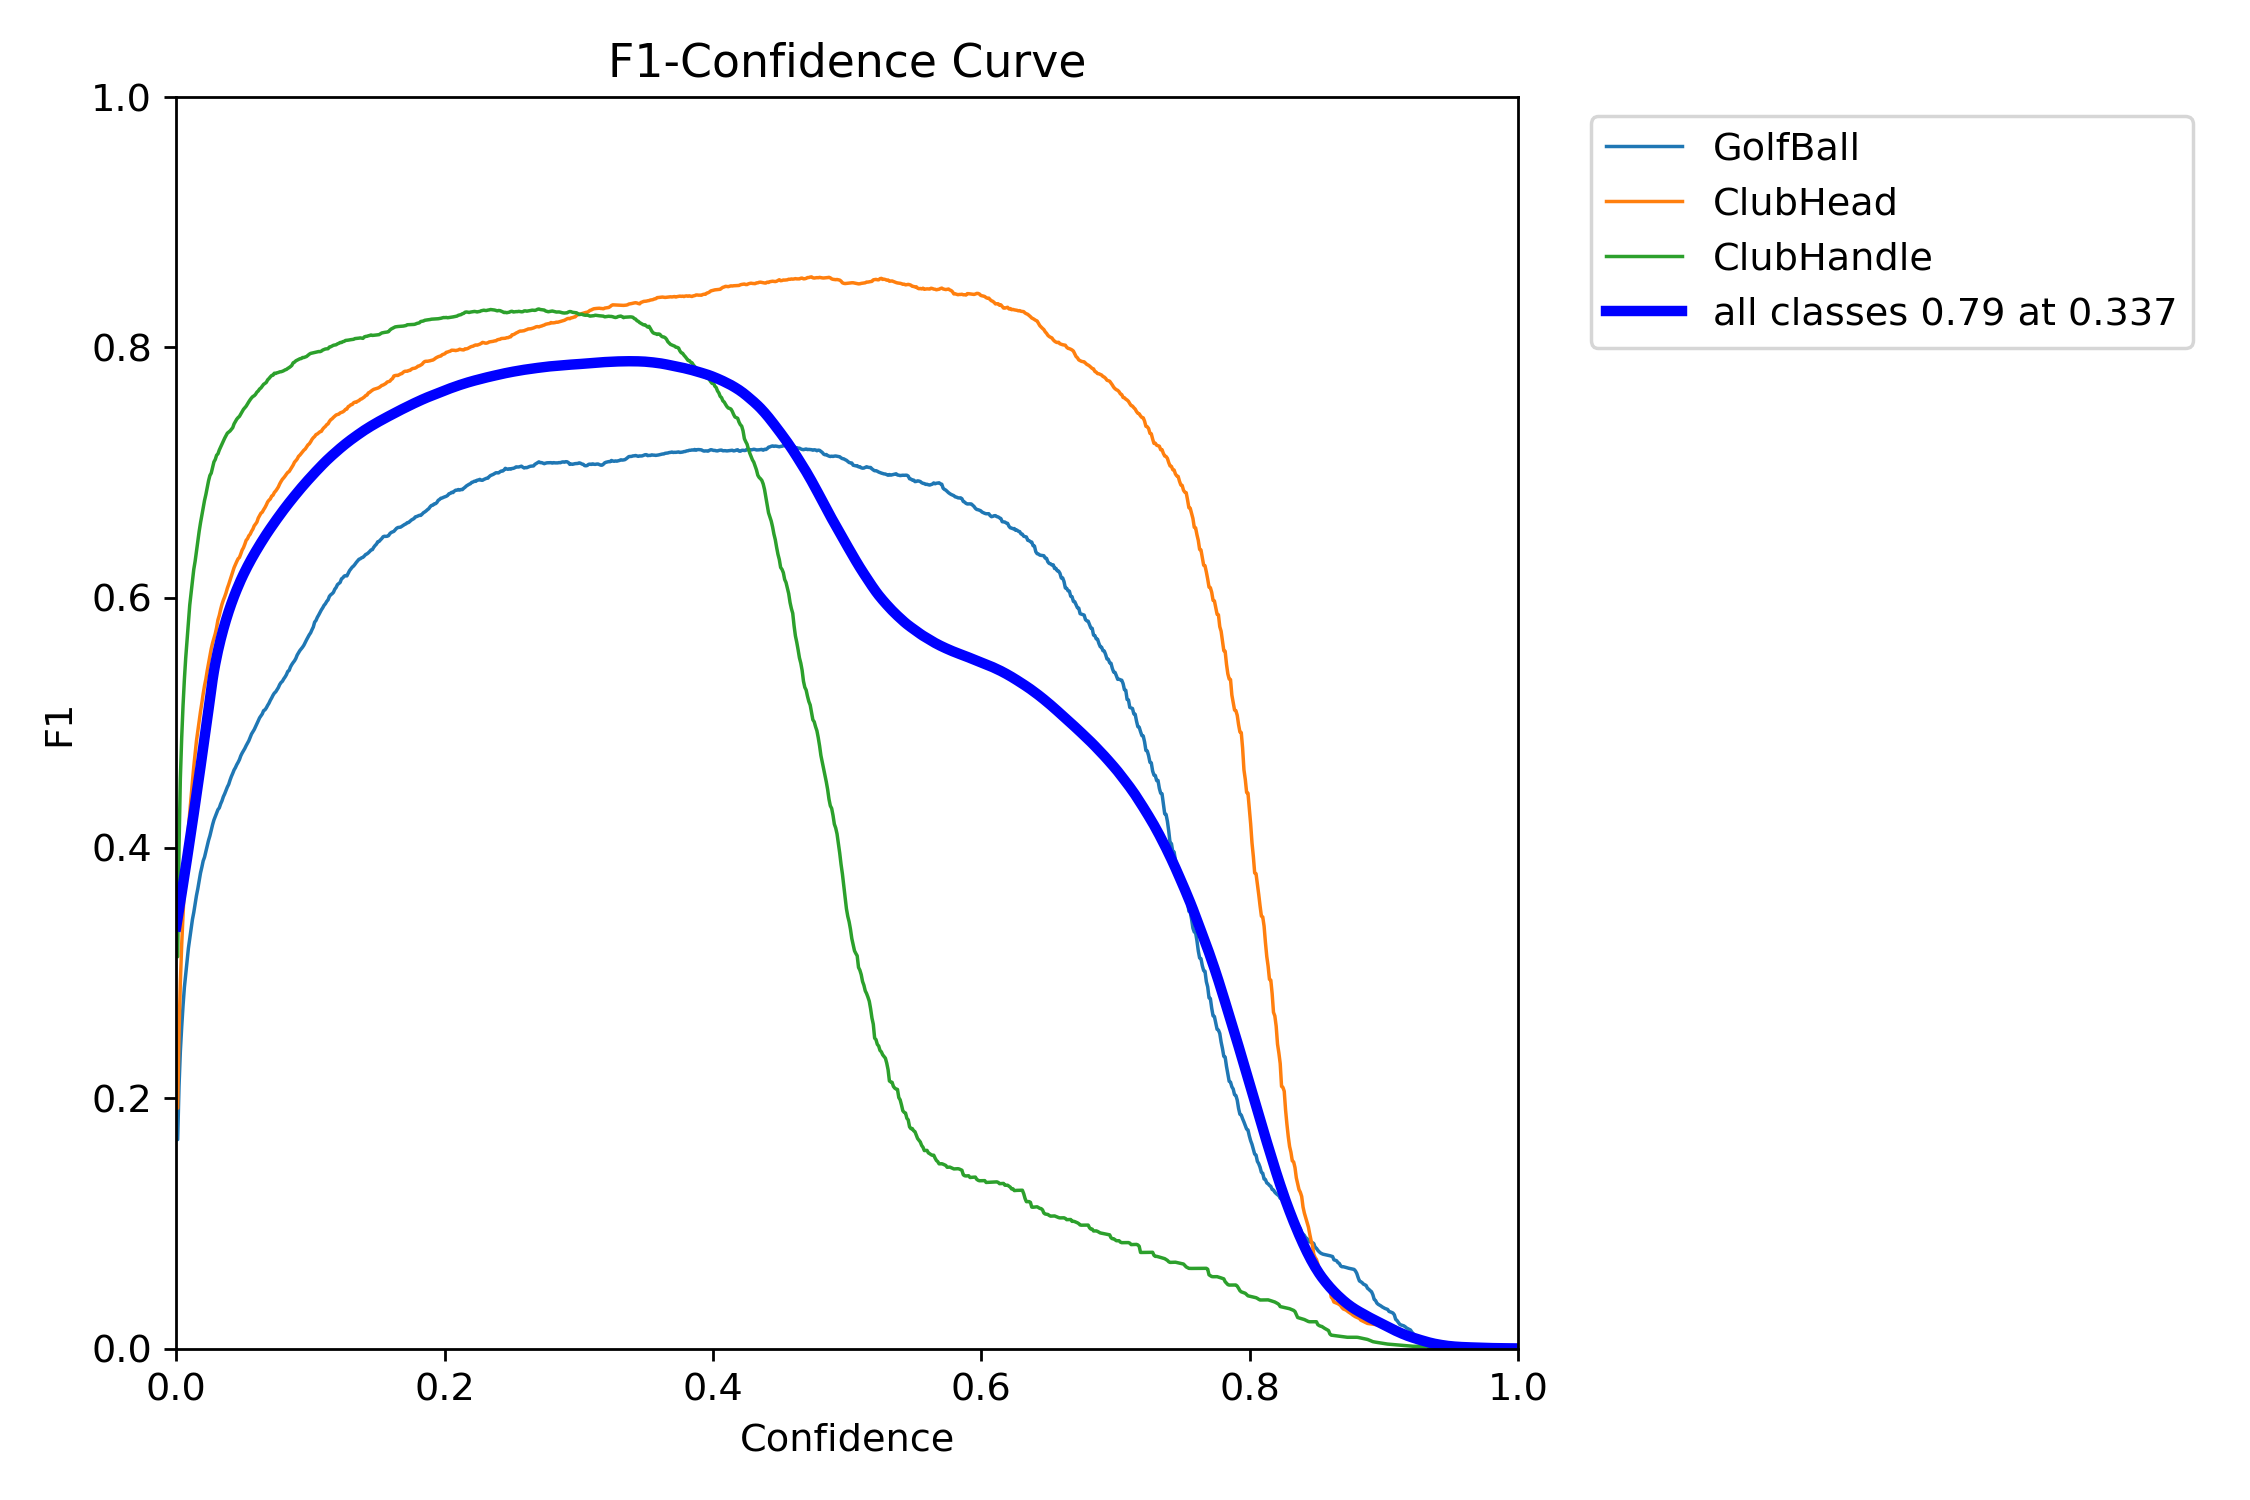 F1-Confidence Curve
1.0
0.8
0.6
0.4
0.2
0.0
F1
0.0 0.2 0.4 0.6 0.8 1.0
Confidence
GolfBall
ClubHead
ClubHandle
all classes 0.79 at 0.337